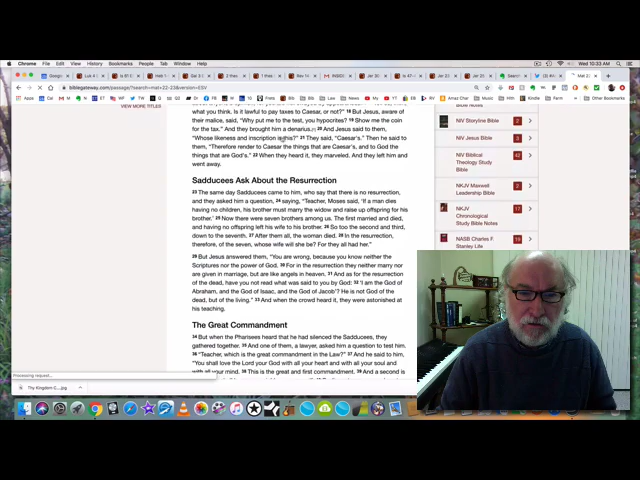 Chrome File Edit View History Bookmarks People Tab Window Help
Wed 10:33 AM
biblegateway.com/passage/?search=mat+22-23&version=ESV
VIEW MORE TITLES
what you think. Is it lawful to pay taxes to Caesar, or not?" 18 But Jesus, aware
of their malice, said, "Why put me to the test, you hypocrites? 19 Show me the coin
for the tax." And they brought him a denarius. 20 And Jesus said to them,
"Whose likeness and inscription is this?" 21 They said, "Caesar's." Then he said to
them, "Therefore render to Caesar the things that are Caesar's, and to God the
things that are God's." 22 When they heard it, they marveled. And they left him and
went away.
Sadducees Ask About the Resurrection
23 The same day Sadducees came to him, who say that there is no resurrection,
and they asked him a question, 24 saying, "Teacher, Moses said, 'If a man dies
having no children, his brother must marry the widow and raise up offspring for his
brother.' 25 Now there were seven brothers among us. The first married and died,
and having no offspring left his wife to his brother. 26 So too the second and third,
down to the seventh. 27 After them all, the woman died. 28 In the resurrection,
therefore, of the seven, whose wife will she be? For they all had her."
29 But Jesus answered them, "You are wrong, because you know neither the
Scriptures nor the power of God. 30 For in the resurrection they neither marry nor
are given in marriage, but are like angels in heaven. 31 And as for the resurrection
of the dead, have you not read what was said to you by God: 32 'I am the God of
Abraham, and the God of Isaac, and the God of Jacob'? He is not God of the
dead, but of the living." 33 And when the crowd heard it, they were astonished at
his teaching.
The Great Commandment
34 But when the Pharisees heard that he had silenced the Sadducees, they
gathered together. 35 And one of them, a lawyer, asked him a question to test him.
36 "Teacher, which is the great commandment in the Law?" 37 And he said to him,
"You shall love the Lord your God with all your heart and with all your soul and
with all your mind. 38 This is the great and first commandment. 39 And a second is
NIV Storyline Bible 2
NIV Jesus Bible
NIV Biblical
Theology Study
Bible
NKJV Maxwell
Leadership Bible
NKJV
Chronological
Study Bible Notes
17
NASB Charles F.
Stanley Life
Processing request...
Thy Kingdom C....jpg